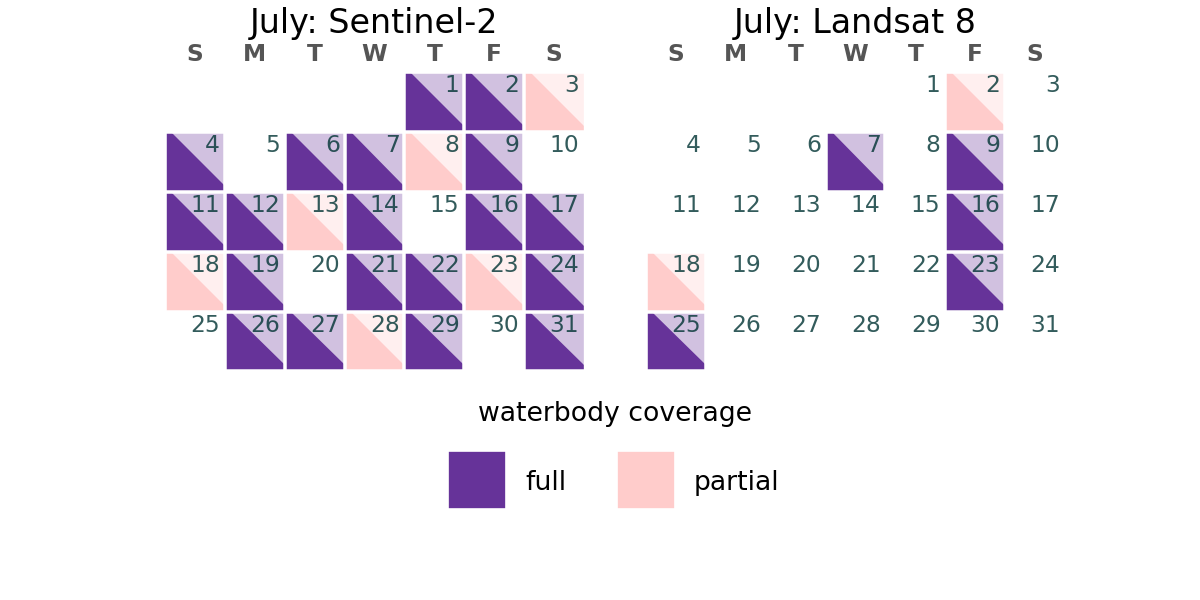 July: Sentinel-2
S M T W T F S
1 2 3
4 5 6 7 8 9 10
11 12 13 14 15 16 17
18 19 20 21 22 23 24
25 26 27 28 29 30 31
July: Landsat 8
S M T W T F S
1 2 3
4 5 6 7 8 9 10
11 12 13 14 15 16 17
18 19 20 21 22 23 24
25 26 27 28 29 30 31
waterbody coverage
full partial